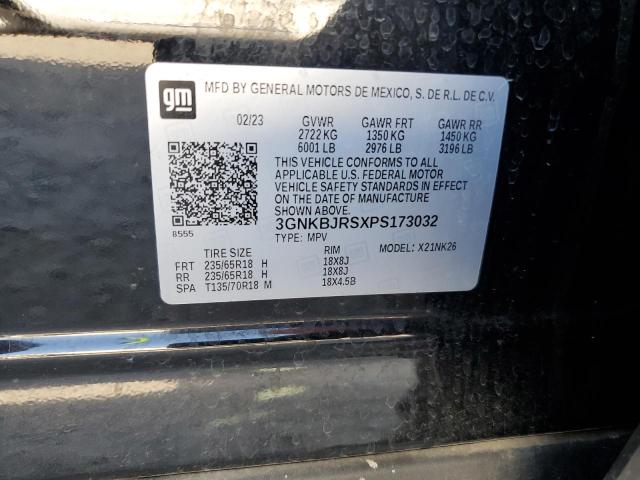 gm
MFD BY GENERAL MOTORS DE MEXICO, S. DE R.L. DE C.V.
02/23 GVWR GAWR FRT GAWR RR
2722 KG 1350 KG 1450 KG
6001 LB 2976 LB 3196 LB
THIS VEHICLE CONFORMS TO ALL
APPLICABLE U.S. FEDERAL MOTOR
VEHICLE SAFETY STANDARDS IN EFFECT
ON THE DATE OF MANUFACTURE
SHOWN ABOVE.
8555 3GNKBJRSXPS173032
TYPE: MPV MODEL: X21NK26
TIRE SIZE RIM
FRT 235/65R18 H 18X8J
RR 235/65R18 H 18X8J
SPA T135/70R18 M 18X4.5B